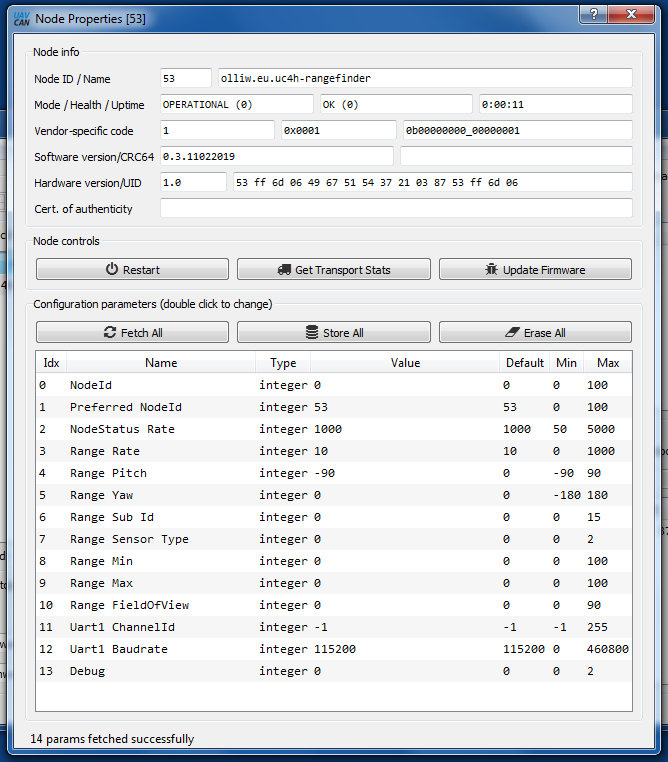 UAV CAN Node Properties [53]
Node info
Node ID / Name 53 olliw.eu.uc4h-rangefinder
Mode / Health / Uptime OPERATIONAL (0) OK (0) 0:00:11
Vendor-specific code 1 0x0001 0b00000000_00000001
Software version/CRC64 0.3.11022019
Hardware version/UID 1.0 53 ff 6d 06 49 67 51 54 37 21 03 87 53 ff 6d 06
Cert. of authenticity
Node controls
Restart Get Transport Stats Update Firmware
Configuration parameters (double click to change)
Fetch All Store All Erase All
Idx Name Type Value Default Min Max
0 NodeId integer 0 0 0 100
1 Preferred NodeId integer 53 53 0 100
2 NodeStatus Rate integer 1000 1000 50 5000
3 Range Rate integer 10 10 0 1000
4 Range Pitch integer -90 0 -90 90
5 Range Yaw integer 0 0 -180 180
6 Range Sub Id integer 0 0 0 15
7 Range Sensor Type integer 0 0 0 2
8 Range Min integer 0 0 0 100
9 Range Max integer 0 0 0 100
10 Range FieldOfView integer 0 0 0 90
11 Uart1 ChannelId integer -1 -1 -1 255
12 Uart1 Baudrate integer 115200 115200 0 460800
13 Debug integer 0 0 0 2
14 params fetched successfully